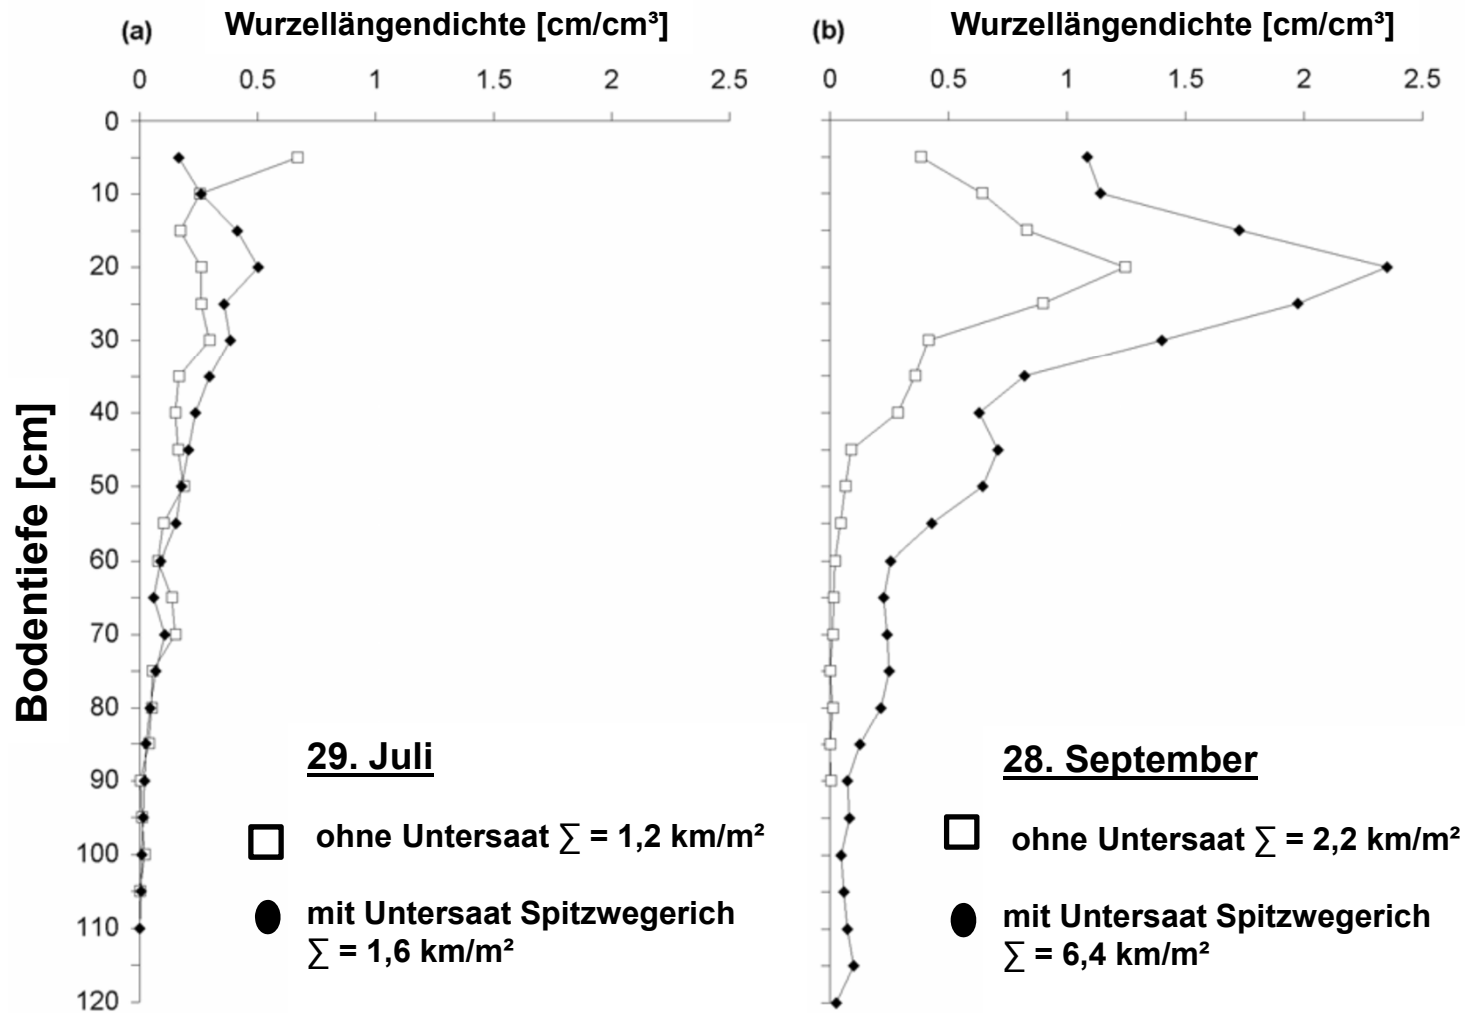 (a) Wurzellängendichte [cm/cm³]
0 0.5 1 1.5 2 2.5
(b) Wurzellängendichte [cm/cm³]
0 0.5 1 1.5 2 2.5
Bodentiefe [cm]
0
10
20
30
40
50
60
70
80
90
100
110
120
29. Juli
ohne Untersaat ∑ = 1,2 km/m²
mit Untersaat Spitzwegerich
∑ = 1,6 km/m²
28. September
ohne Untersaat ∑ = 2,2 km/m²
mit Untersaat Spitzwegerich
∑ = 6,4 km/m²